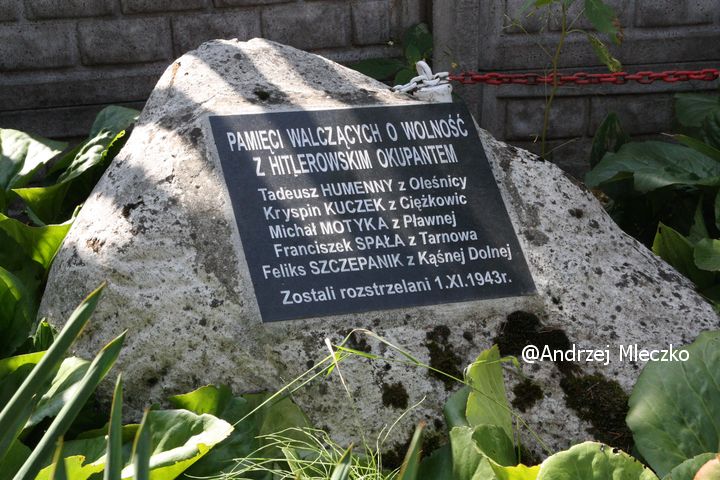 PAMIĘCI WALCZĄCYCH O WOLNOŚĆ
Z HITLEROWSKIM OKUPANTEM
Tadeusz HUMENNY z Oleśnicy
Kryspin KUCZEK z Ciężkowic
Michał MOTYKA z Pławnej
Franciszek SPAŁA z Tarnowa
Feliks SZCZEPANIK z Kąśnej Dolnej
Zostali rozstrzelani 1.XI.1943r.
@Andrzej Mleczko